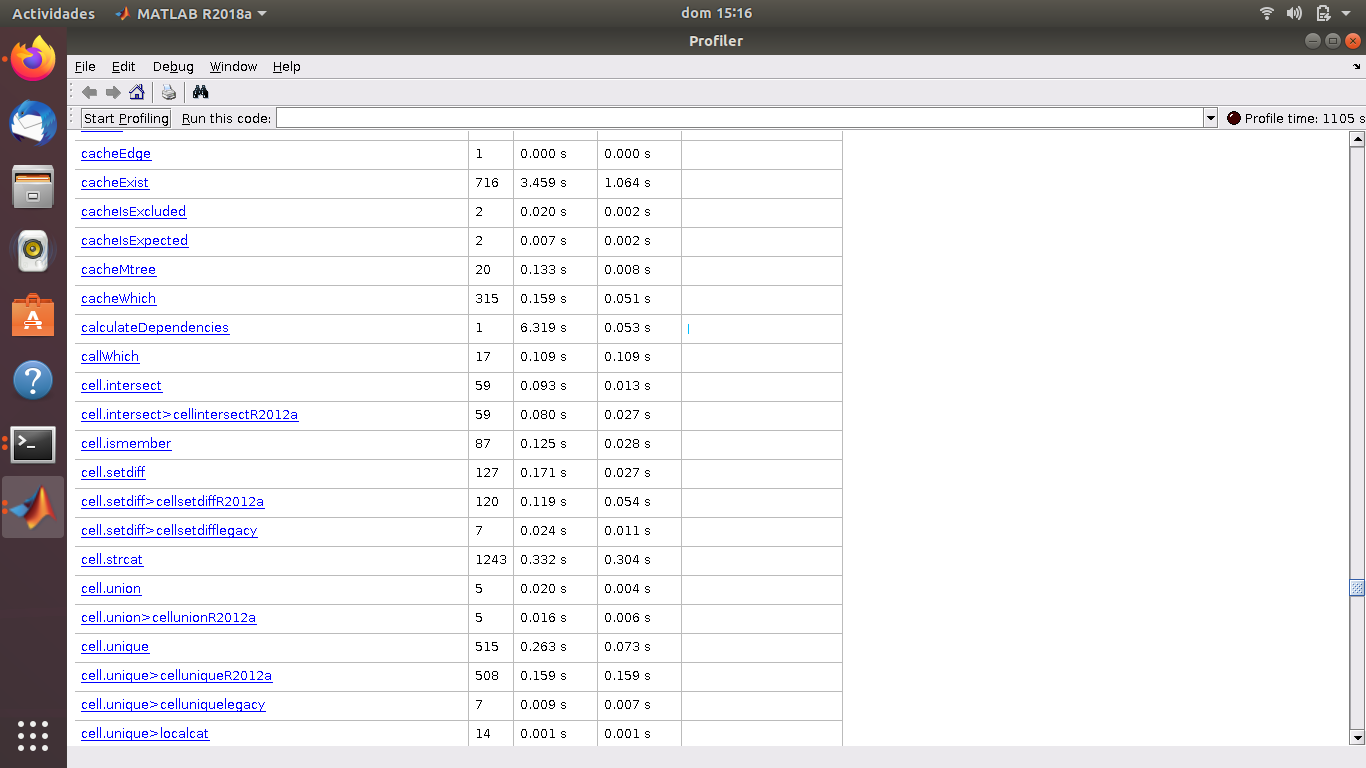 Actividades MATLAB R2018a dom 15:16
Profiler
File Edit Debug Window Help
Start Profiling Run this code: Profile time: 1105 s
cacheEdge 1 0.000 s 0.000 s
cacheExist 716 3.459 s 1.064 s
cacheIsExcluded 2 0.020 s 0.002 s
cacheIsExpected 2 0.007 s 0.002 s
cacheMtree 20 0.133 s 0.008 s
cacheWhich 315 0.159 s 0.051 s
calculateDependencies 1 6.319 s 0.053 s
callWhich 17 0.109 s 0.109 s
cell.intersect 59 0.093 s 0.013 s
cell.intersect>cellintersectR2012a 59 0.080 s 0.027 s
cell.ismember 87 0.125 s 0.028 s
cell.setdiff 127 0.171 s 0.027 s
cell.setdiff>cellsetdiffR2012a 120 0.119 s 0.054 s
cell.setdiff>cellsetdifflegacy 7 0.024 s 0.011 s
cell.strcat 1243 0.332 s 0.304 s
cell.union 5 0.020 s 0.004 s
cell.union>cellunionR2012a 5 0.016 s 0.006 s
cell.unique 515 0.263 s 0.073 s
cell.unique>celluniqueR2012a 508 0.159 s 0.159 s
cell.unique>celluniquelegacy 7 0.009 s 0.007 s
cell.unique>localcat 14 0.001 s 0.001 s